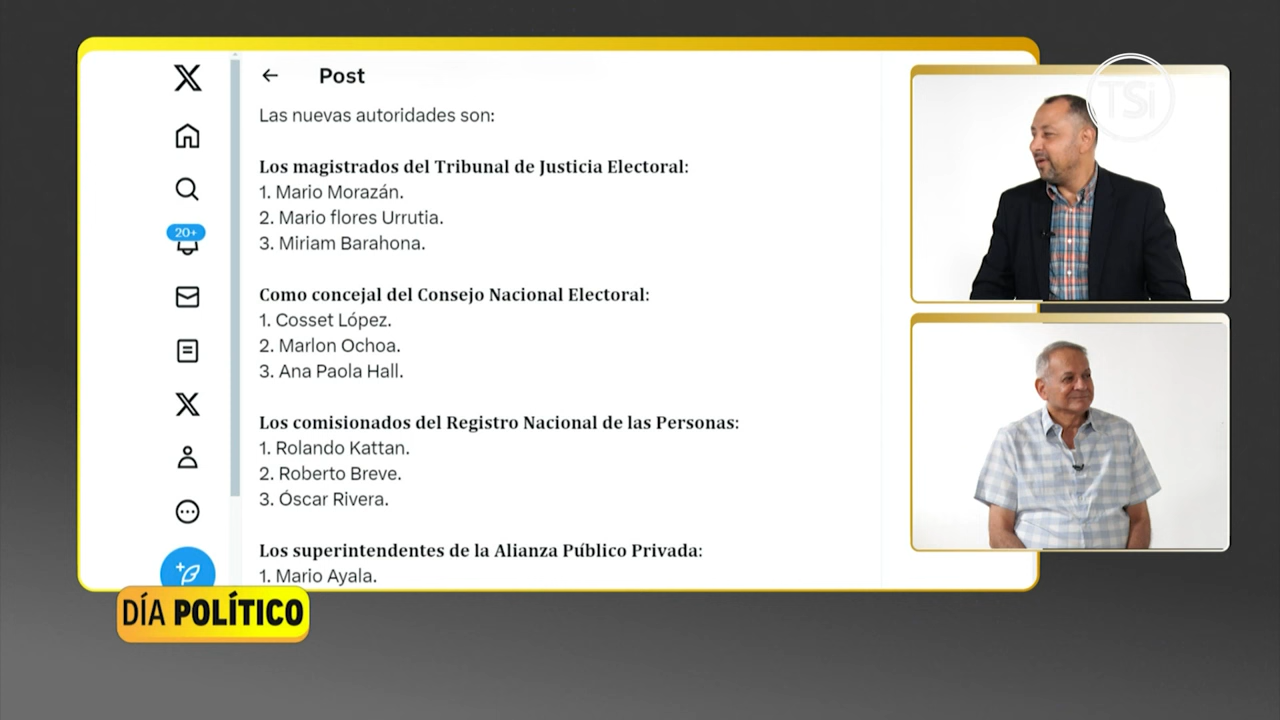 TSi
Post
Las nuevas autoridades son:
Los magistrados del Tribunal de Justicia Electoral:
1. Mario Morazán.
2. Mario flores Urrutia.
3. Miriam Barahona.
20+
Como concejal del Consejo Nacional Electoral:
1. Cosset López.
2. Marlon Ochoa.
3. Ana Paola Hall.
Los comisionados del Registro Nacional de las Personas:
1. Rolando Kattan.
2. Roberto Breve.
3. Óscar Rivera.
Los superintendentes de la Alianza Público Privada:
1. Mario Ayala.
DÍA POLÍTICO